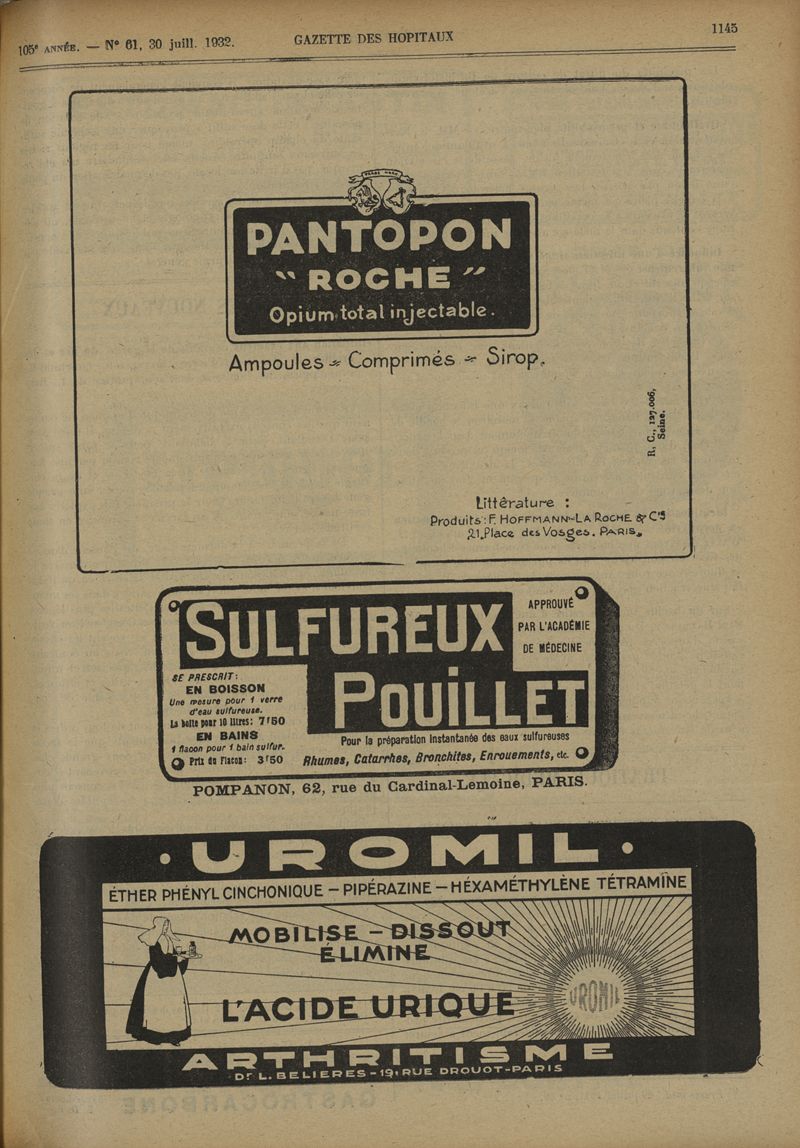 105e ANNÉE. — N° 61, 30 juill. 1932.
GAZETTE DES HOPITAUX
1145
PANTOPON
"ROCHE"
Opium total injectable.
Ampoules - Comprimés - Sirop.
R. C., 127.006,
Seine.
Littérature :
Produits : F. HOFFMANN-LA ROCHE & Cie
21, Place des Vosges. PARIS.
SULFUREUX
POUILLET
APPROUVÉ
PAR L'ACADÉMIE
DE MÉDECINE
SE PRESCRIT :
EN BOISSON
Une mesure pour 1 verre
d'eau sulfureuse.
La boîte pour 10 litres : 7f50
EN BAINS
1 flacon pour 1 bain sulfur.
Prix du Flacon : 3f50
Pour la préparation instantanée des eaux sulfureuses
Rhumes, Catarrhes, Bronchites, Enrouements, etc.
POMPANON, 62, rue du Cardinal-Lemoine, PARIS.
· UROMIL ·
ÉTHER PHÉNYL CINCHONIQUE — PIPÉRAZINE — HÉXAMÉTHYLÈNE TÉTRAMINE
MOBILISE — DISSOUT
ÉLIMINE
L'ACIDE URIQUE
UROMIL
ARTHRITISME
Dr L. BELIERES - 19, RUE DROUOT - PARIS